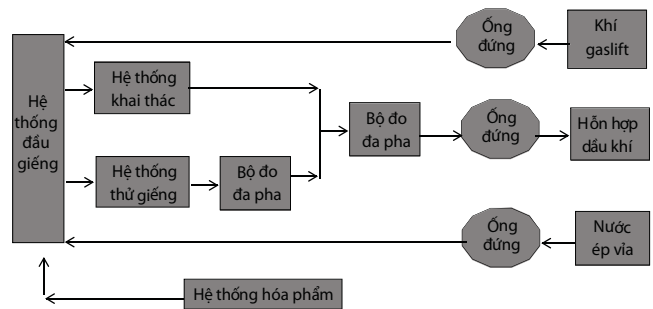 Ống
đứng
Khí
gaslift
Hệ
thống
đầu
giếng
Hệ thống
khai thác
Bộ đo
đa pha
Ống
đứng
Hỗn hợp
dầu khí
Hệ thống
thử giếng
Bộ đo
đa pha
Ống
đứng
Nước
ép vỉa
Hệ thống hóa phẩm